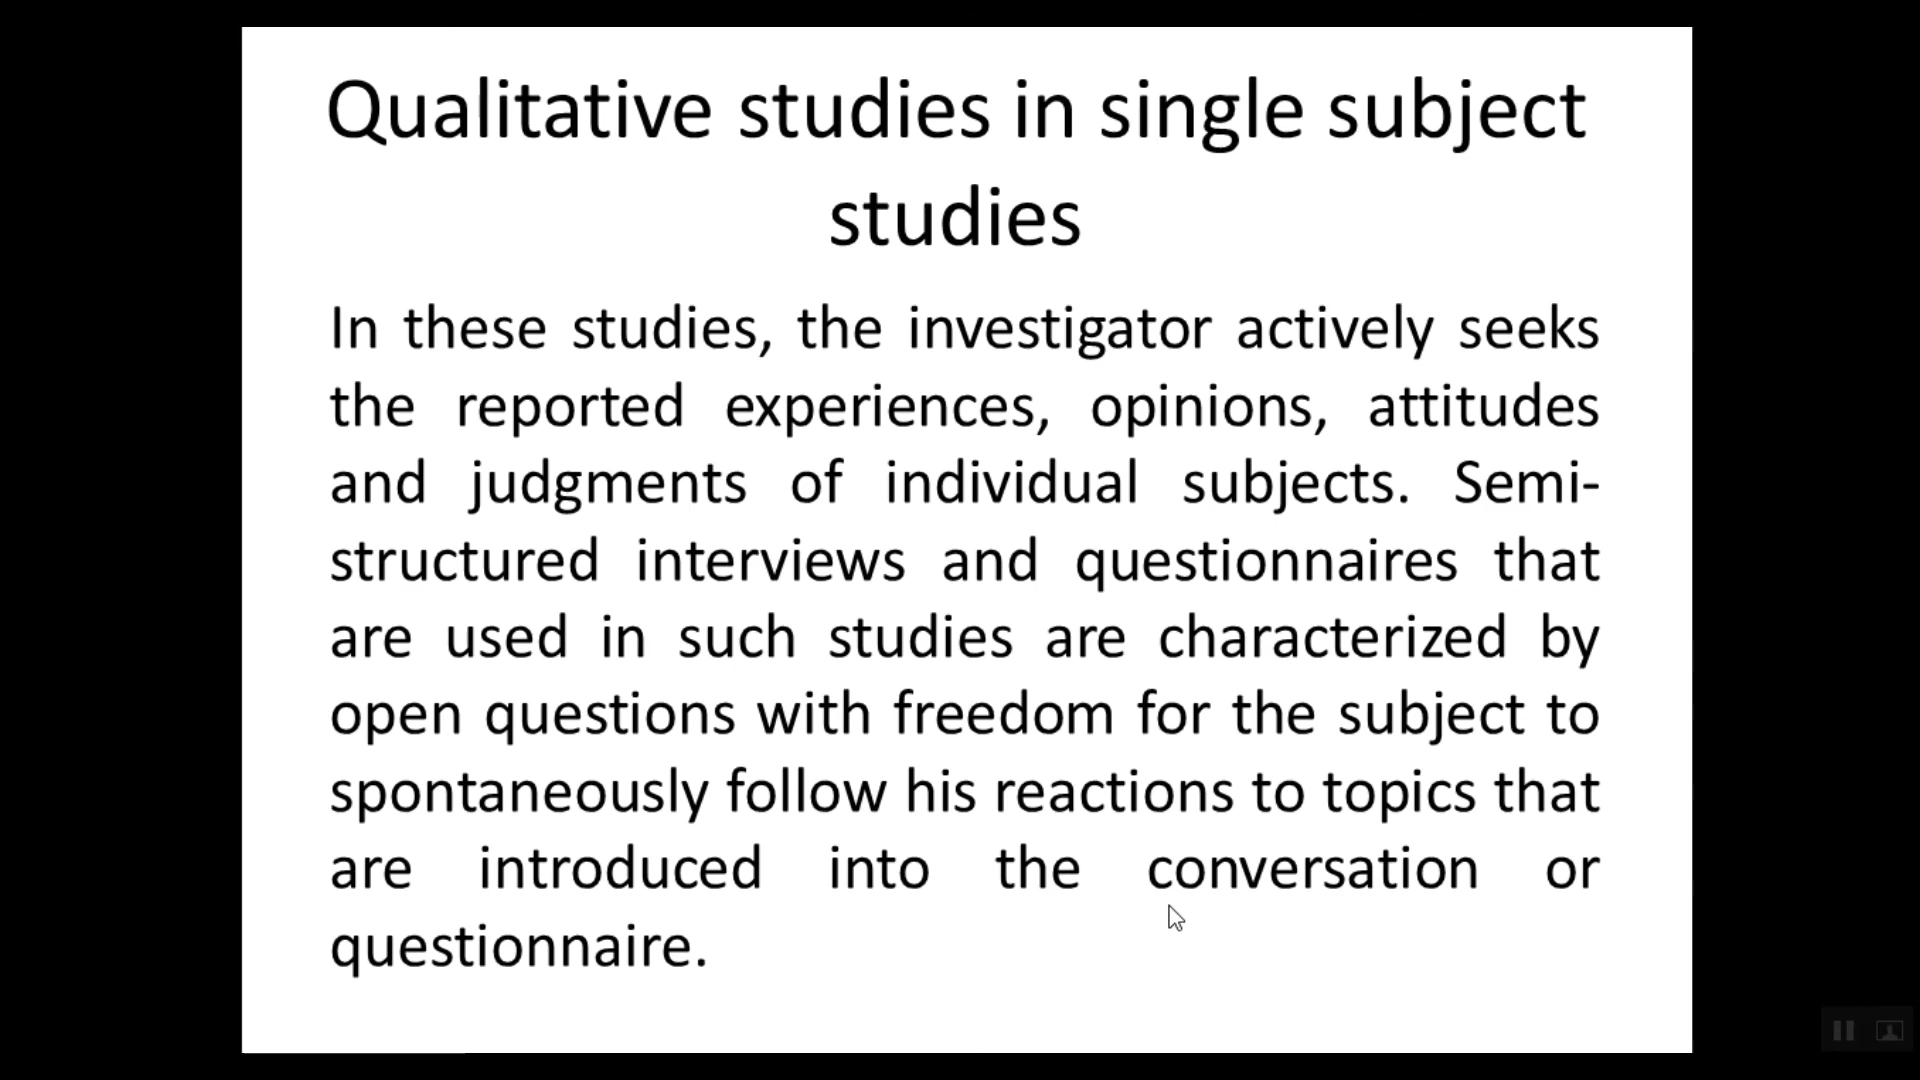 Qualitative studies in single subject
studies
In these studies, the investigator actively seeks
the reported experiences, opinions, attitudes
and judgments of individual subjects. Semi-
structured interviews and questionnaires that
are used in such studies are characterized by
open questions with freedom for the subject to
spontaneously follow his reactions to topics that
are introduced into the conversation or
questionnaire.